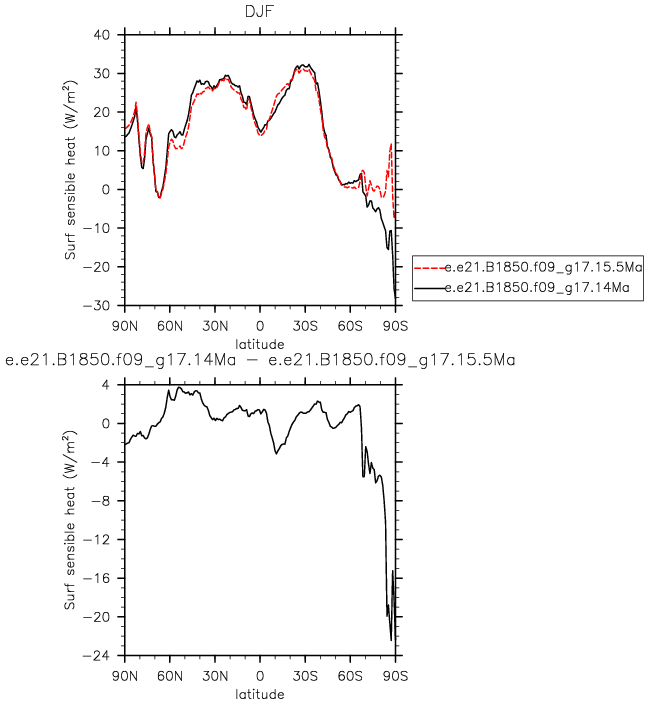 DJF
40
30
20
10
0
−10
−20
−30
Surf sensible heat (W/m²)
90N 60N 30N 0 30S 60S 90S
latitude
e.e21.B1850.f09_g17.15.5Ma
e.e21.B1850.f09_g17.14Ma
e.e21.B1850.f09_g17.14Ma − e.e21.B1850.f09_g17.15.5Ma
4
0
−4
−8
−12
−16
−20
−24
Surf sensible heat (W/m²)
90N 60N 30N 0 30S 60S 90S
latitude